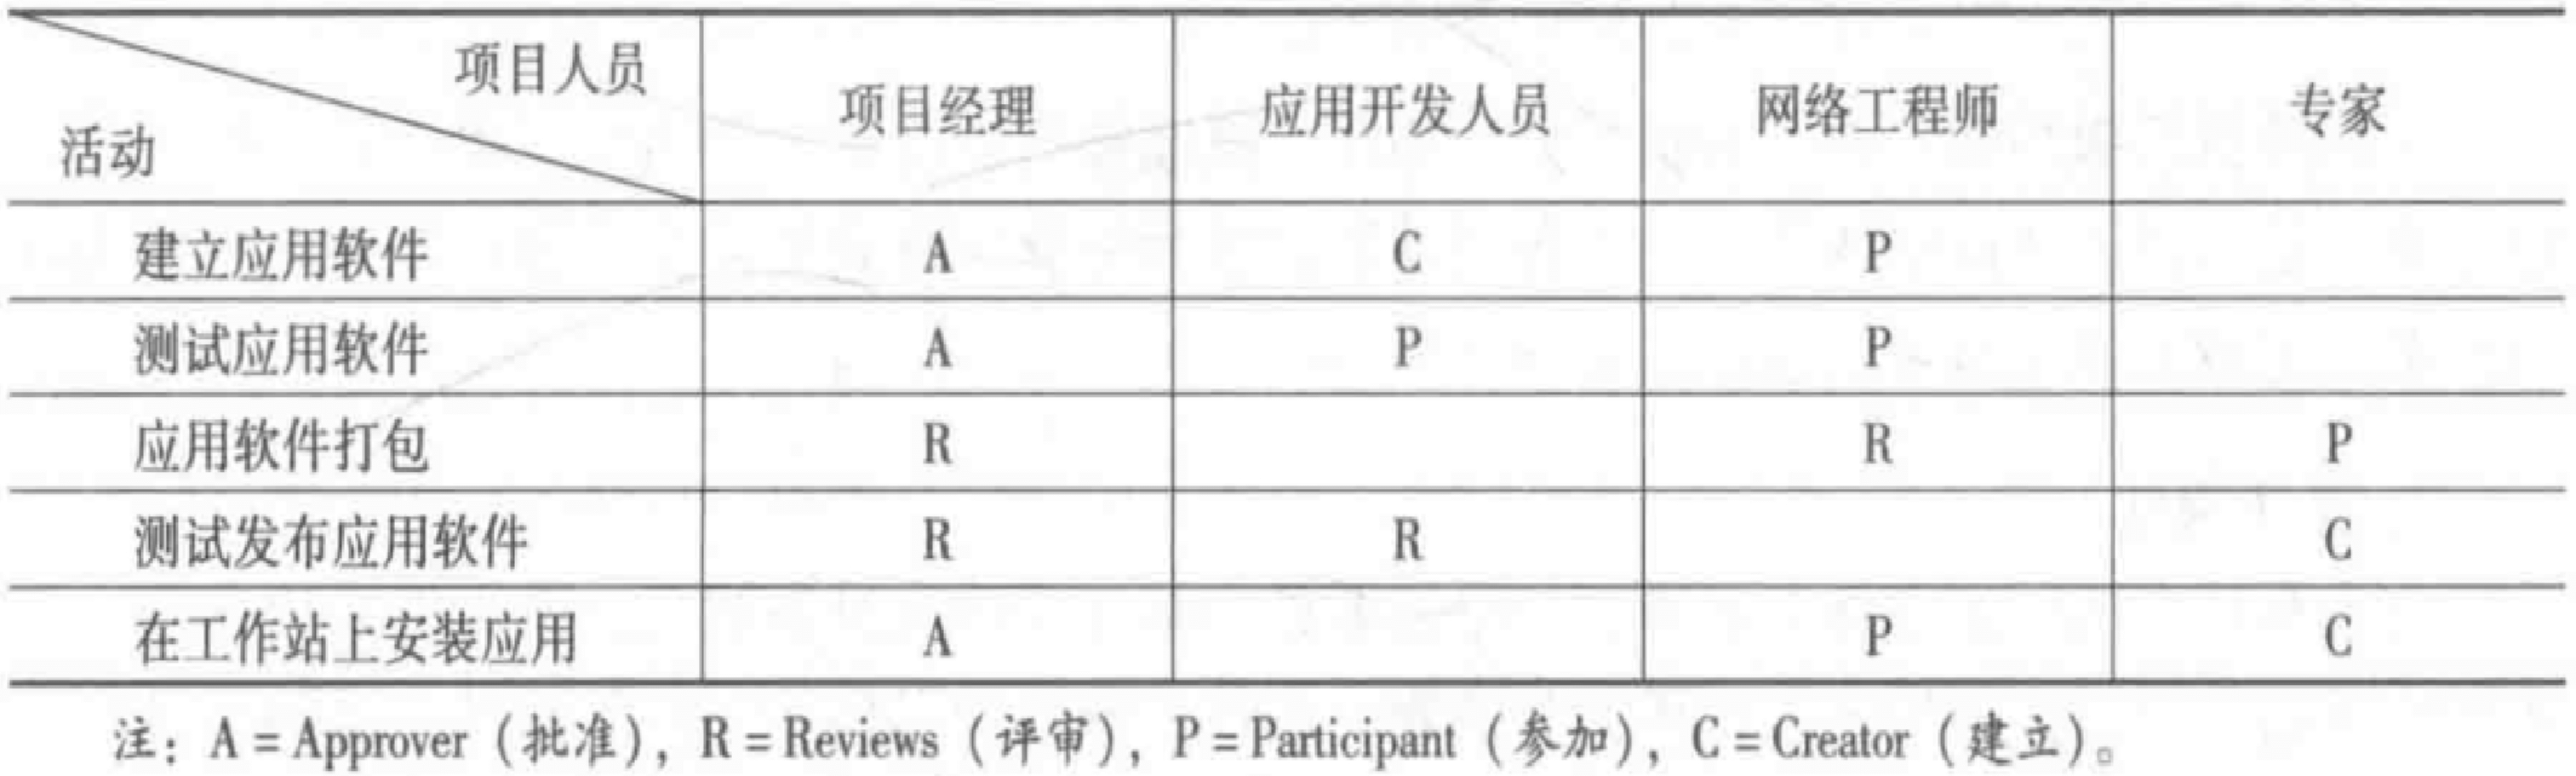 项目人员
活动
项目经理 应用开发人员 网络工程师 专家
建立应用软件 A C P
测试应用软件 A P P
应用软件打包 R R P
测试发布应用软件 R R C
在工作站上安装应用 A P C
注：A = Approver（批准），R = Reviews（评审），P = Participant（参加），C = Creator（建立）。